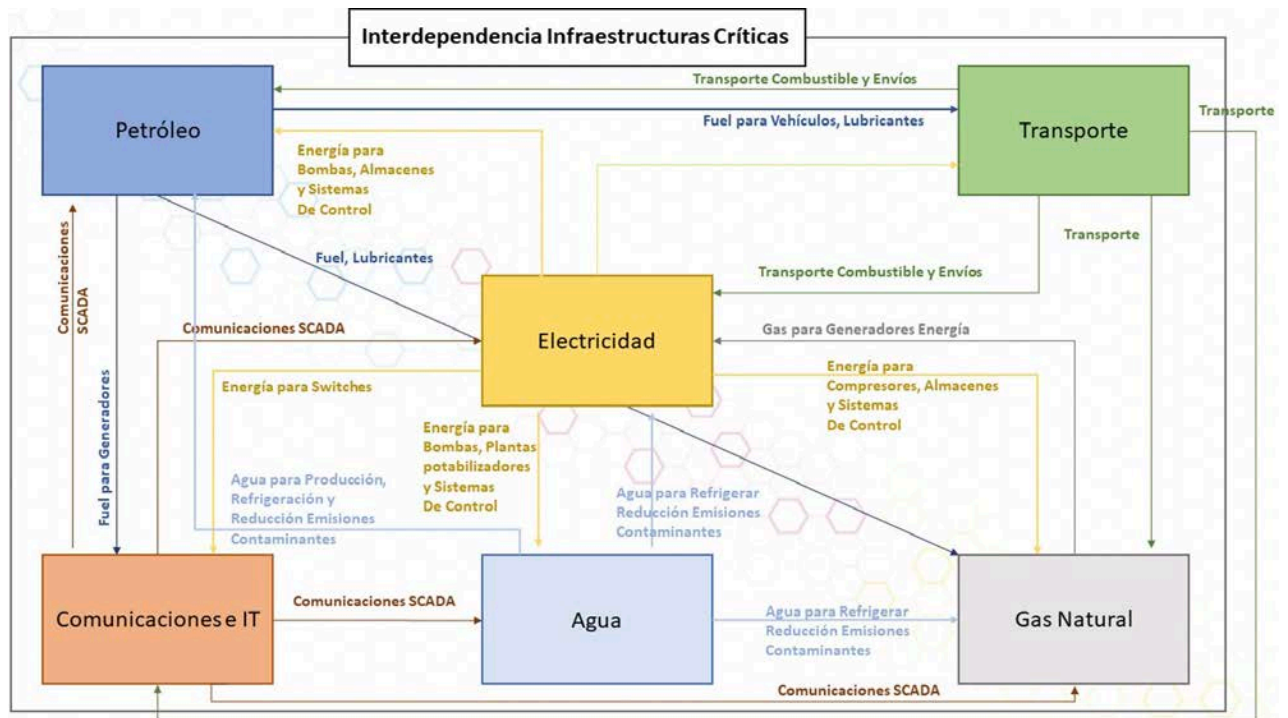 Interdependencia Infraestructuras Críticas
Petróleo
Transporte Combustible y Envíos
Fuel para Vehículos, Lubricantes
Transporte
Transporte
Energía para
Bombas, Almacenes
y Sistemas
De Control
Comunicaciones
SCADA
Fuel, Lubricantes
Transporte
Transporte Combustible y Envíos
Comunicaciones SCADA
Electricidad
Gas para Generadores Energía
Energía para Switches
Energía para
Compresores, Almacenes
y Sistemas
De Control
Fuel para Generadores
Energía para
Bombas, Plantas
potabilizadores
y Sistemas
De Control
Agua para Producción,
Refrigeración y
Reducción Emisiones
Contaminantes
Agua para Refrigerar
Reducción Emisiones
Contaminantes
Comunicaciones e IT
Comunicaciones SCADA
Agua
Agua para Refrigerar
Reducción Emisiones
Contaminantes
Gas Natural
Comunicaciones SCADA